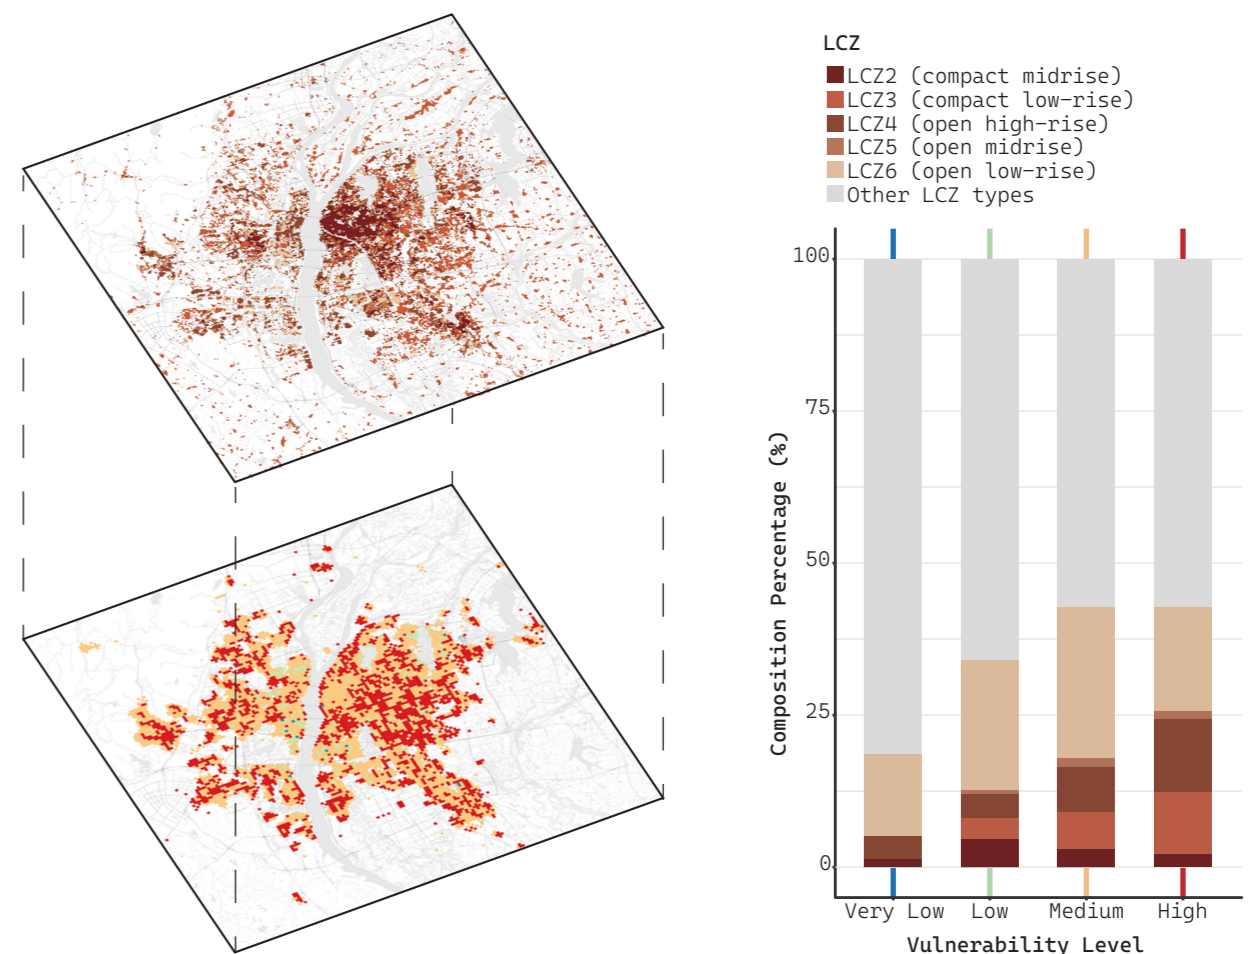 LCZ
LCZ2 (compact midrise)
LCZ3 (compact low-rise)
LCZ4 (open high-rise)
LCZ5 (open midrise)
LCZ6 (open low-rise)
Other LCZ types
100
75
50
25
0
Composition Percentage (%)
Very Low
Low
Medium
High
Vulnerability Level